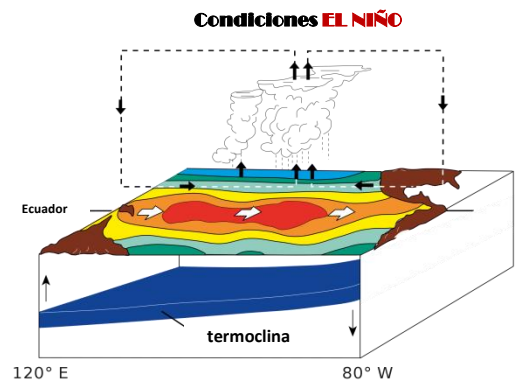 Condiciones EL NIÑO
Ecuador
termoclina
120° E
80° W